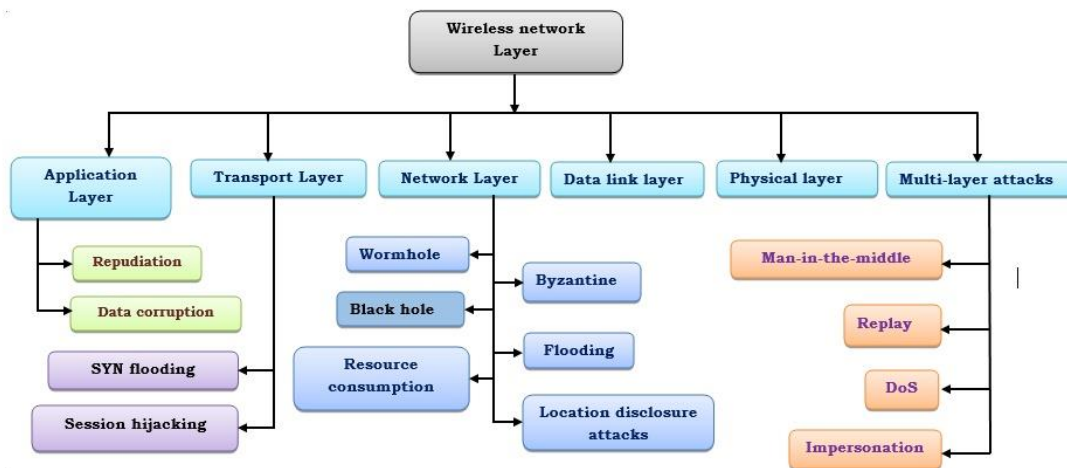 Wireless network
Layer
Application
Layer
Transport Layer
Network Layer
Data link layer
Physical layer
Multi-layer attacks
Repudiation
Data corruption
SYN flooding
Session hijacking
Wormhole
Byzantine
Black hole
Flooding
Resource
consumption
Location disclosure
attacks
Man-in-the-middle
Replay
DoS
Impersonation